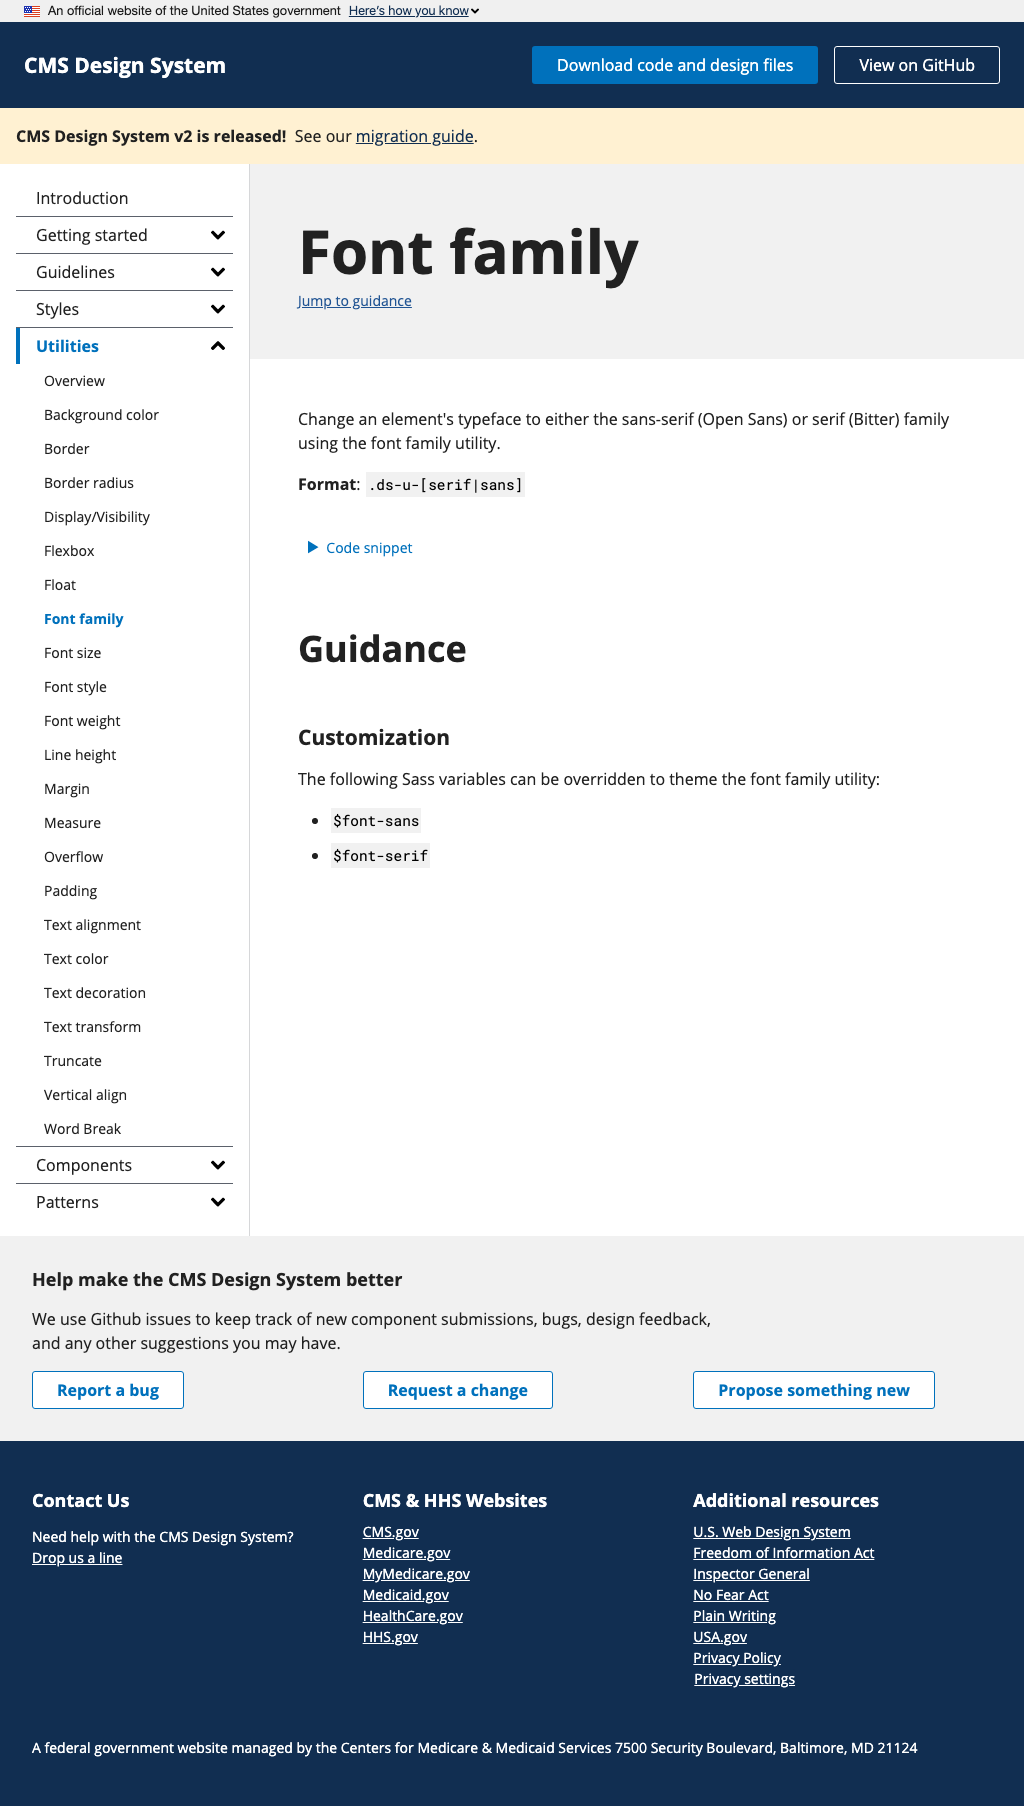 An official website of the United States government Here's how you know
CMS Design System
Download code and design files
View on GitHub
CMS Design System v2 is released! See our migration guide.
Introduction
Getting started
Guidelines
Styles
Utilities
Overview
Background color
Border
Border radius
Display/Visibility
Flexbox
Float
Font family
Font size
Font style
Font weight
Line height
Margin
Measure
Overflow
Padding
Text alignment
Text color
Text decoration
Text transform
Truncate
Vertical align
Word Break
Components
Patterns
Font family
Jump to guidance
Change an element's typeface to either the sans-serif (Open Sans) or serif (Bitter) family
using the font family utility.
Format: .ds-u-[serif|sans]
Code snippet
Guidance
Customization
The following Sass variables can be overridden to theme the font family utility:
$font-sans
$font-serif
Help make the CMS Design System better
We use Github issues to keep track of new component submissions, bugs, design feedback,
and any other suggestions you may have.
Report a bug
Request a change
Propose something new
Contact Us
Need help with the CMS Design System?
Drop us a line
CMS & HHS Websites
CMS.gov
Medicare.gov
MyMedicare.gov
Medicaid.gov
HealthCare.gov
HHS.gov
Additional resources
U.S. Web Design System
Freedom of Information Act
Inspector General
No Fear Act
Plain Writing
USA.gov
Privacy Policy
Privacy settings
A federal government website managed by the Centers for Medicare & Medicaid Services 7500 Security Boulevard, Baltimore, MD 21124